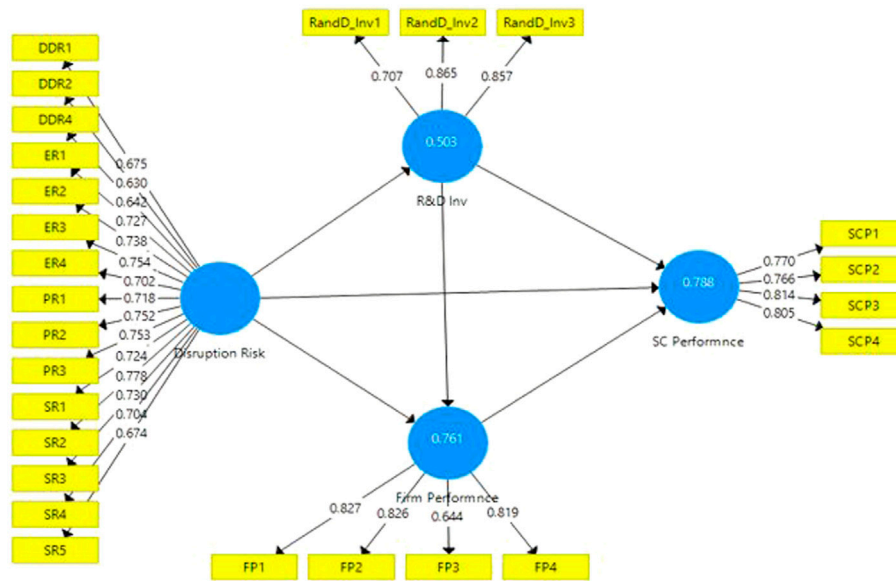 RandD_Inv1 RandD_Inv2 RandD_Inv3
DDR1
DDR2
DDR4
ER1
ER2
ER3
ER4
PR1
PR2
PR3
SR1
SR2
SR3
SR4
SR5
0.675
0.630
0.642
0.727
0.738
0.754
0.702
0.718
0.752
0.753
0.724
0.778
0.730
0.704
0.674
Disruption Risk
0.707 0.865 0.857
0.503
R&D Inv
0.788
SC Performnce
0.770
0.766
0.814
0.805
SCP1
SCP2
SCP3
SCP4
0.761
Firm Performnce
0.827 0.826 0.644 0.819
FP1 FP2 FP3 FP4